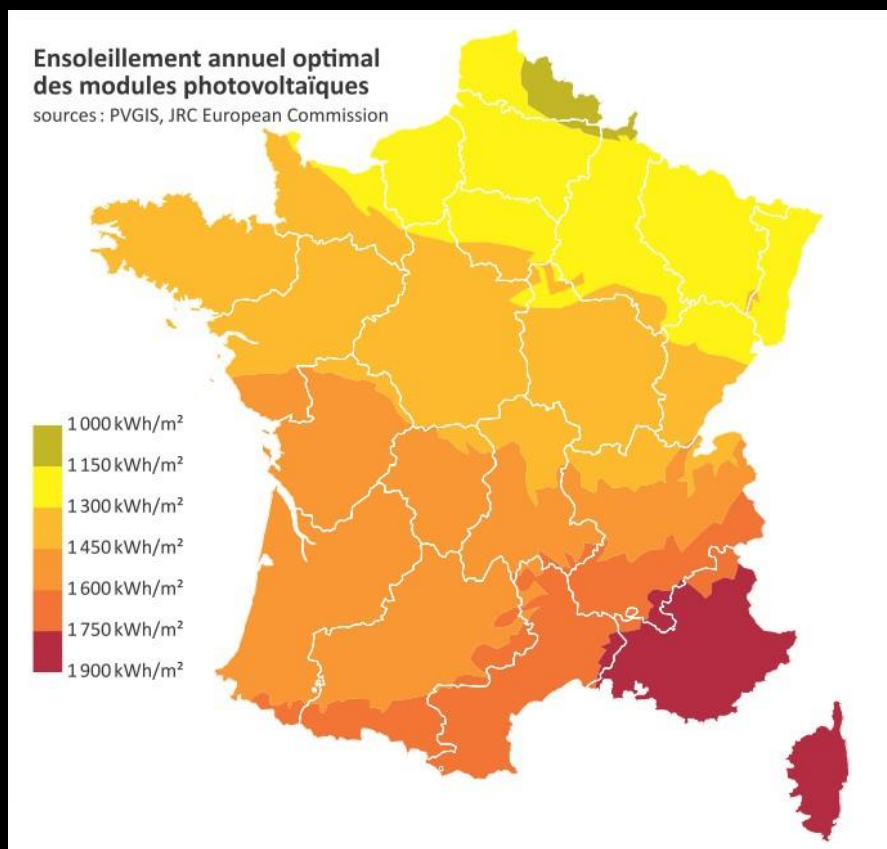 Ensoleillement annuel optimal
des modules photovoltaïques
sources : PVGIS, JRC European Commission
1 000 kWh/m²
1 150 kWh/m²
1 300 kWh/m²
1 450 kWh/m²
1 600 kWh/m²
1 750 kWh/m²
1 900 kWh/m²